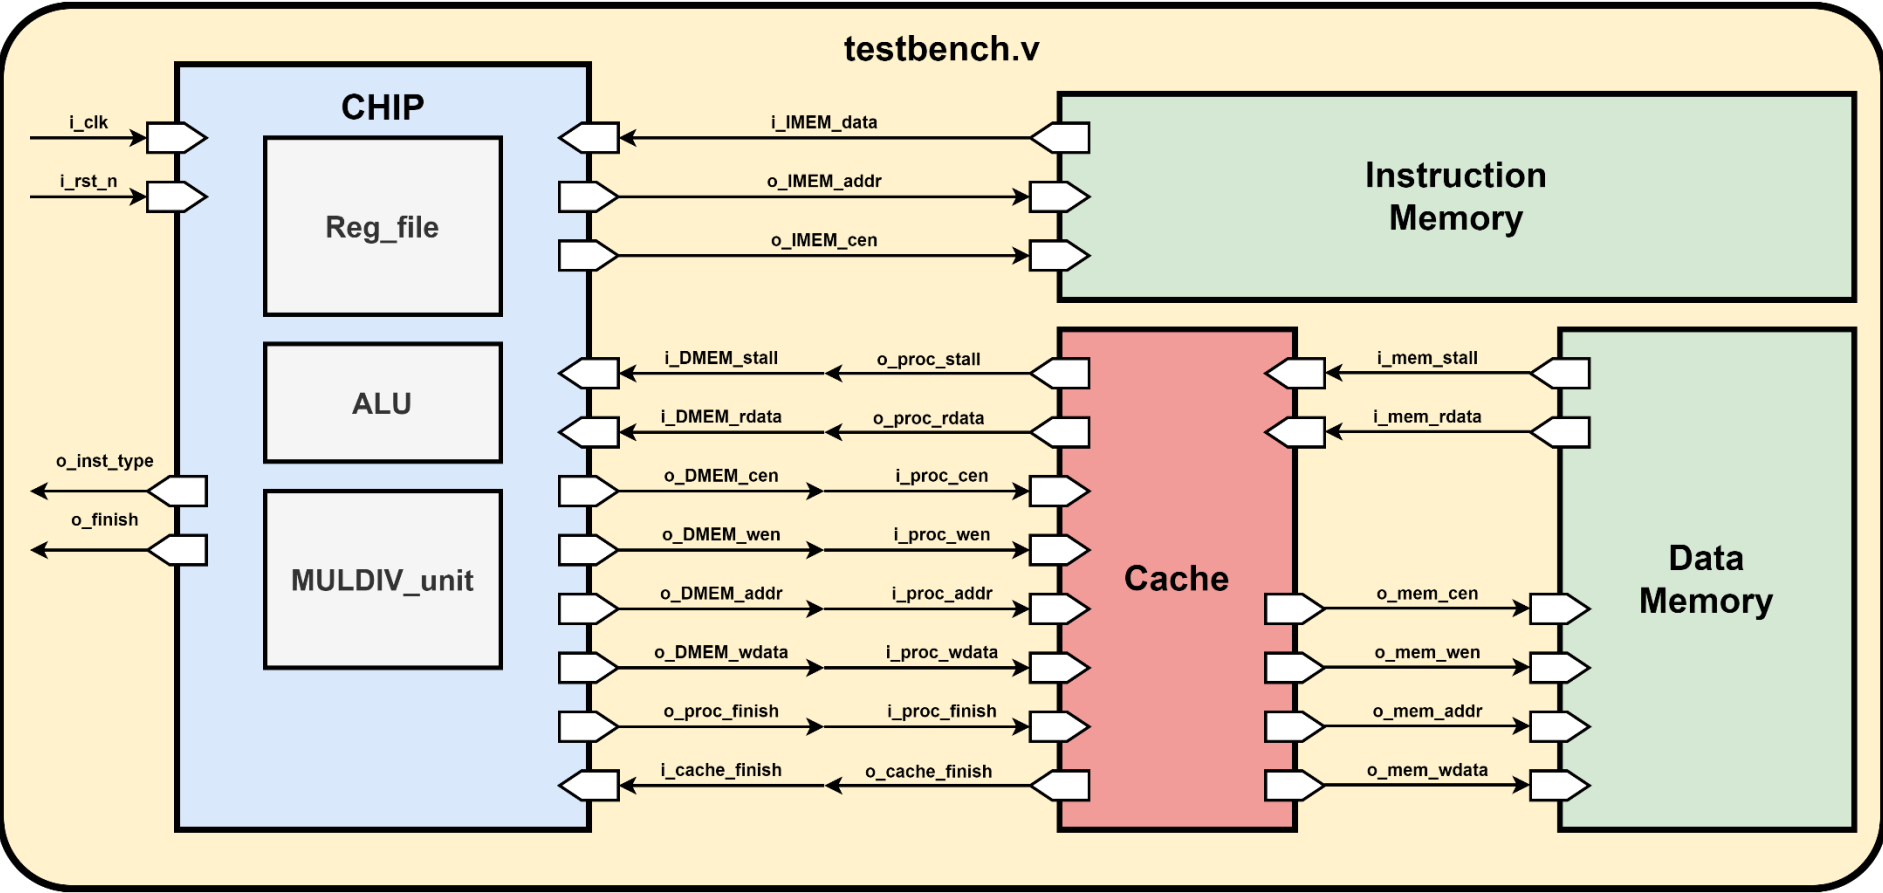 testbench.v
CHIP
i_clk
i_rst_n
Reg_file
ALU
MULDIV_unit
o_inst_type
o_finish
i_IMEM_data
o_IMEM_addr
o_IMEM_cen
Instruction
Memory
i_DMEM_stall
o_proc_stall
i_DMEM_rdata
o_proc_rdata
o_DMEM_cen
i_proc_cen
o_DMEM_wen
i_proc_wen
o_DMEM_addr
i_proc_addr
o_DMEM_wdata
i_proc_wdata
o_proc_finish
i_proc_finish
i_cache_finish
o_cache_finish
Cache
i_mem_stall
i_mem_rdata
o_mem_cen
o_mem_wen
o_mem_addr
o_mem_wdata
Data
Memory